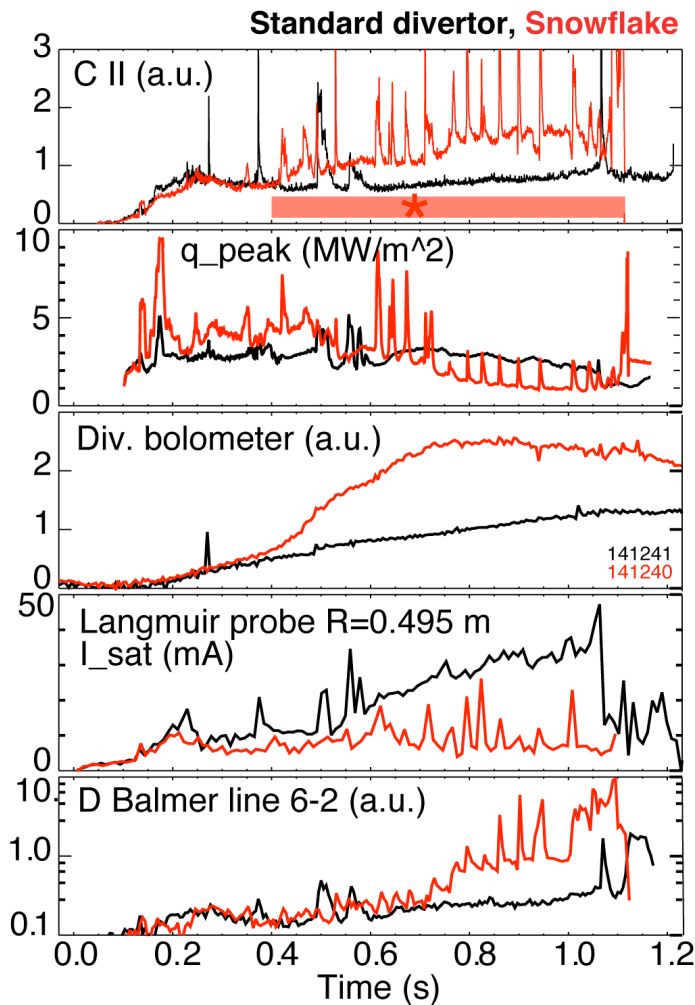 Standard divertor, Snowflake
3
C II (a.u.)
2
1
*
0
10
q_peak (MW/m^2)
5
0
Div. bolometer (a.u.)
2
1
141241
141240
0
50
Langmuir probe R=0.495 m
I_sat (mA)
0
10
D Balmer line 6-2 (a.u.)
1.0
0.1
0.0 0.2 0.4 0.6 0.8 1.0 1.2
Time (s)